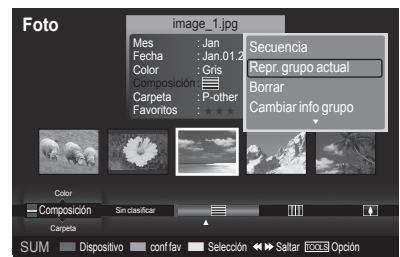 Foto
image_1.jpg
Mes : Jan
Fecha : Jan.01.2
Color : Gris
Composición :
Carpeta : P-other
Favoritos : ★★★
Secuencia
Repr. grupo actual
Borrar
Cambiar info grupo
Color
Composición
Sin clasificar
Carpeta
SUM Dispositivo conf fav Selección Saltar TOOLS Opción